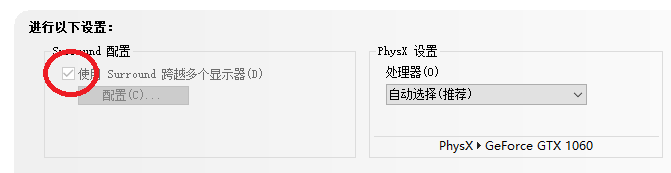 进行以下设置：
Surround 配置
使用 Surround 跨越多个显示器(D)
配置(C)...
PhysX 设置
处理器(O)
自动选择(推荐)
PhysX GeForce GTX 1060